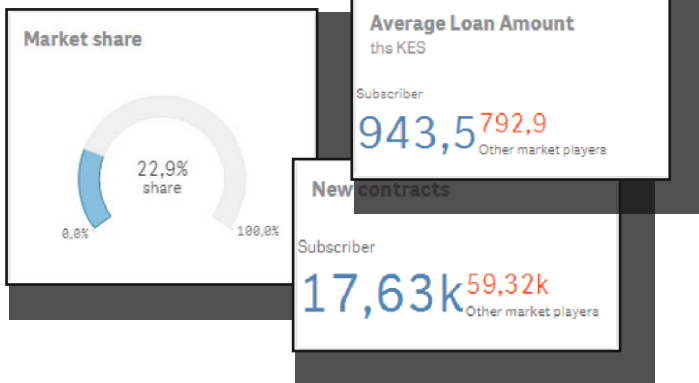 Market share
22,9%
share
0,0%
100,0%
Average Loan Amount
ths KES
Subscriber
943,5
792,9
Other market players
New contracts
Subscriber
17,63k
59,32k
Other market players